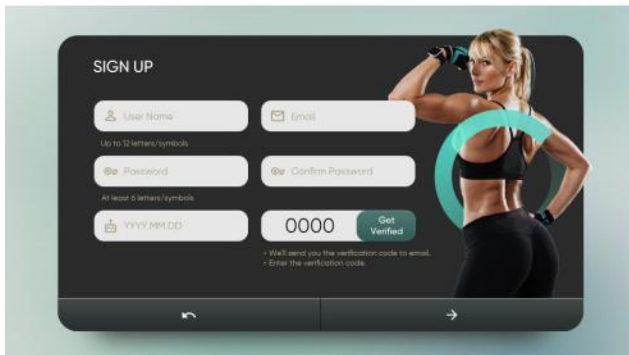 SIGN UP
User Name
Email
Up to 12 letters/symbols
Password
Confirm Password
At least 6 letters/symbols
YYYY.MM.DD
0000
Get
Verified
• We'll send you the verification code to email.
• Enter the verification code.